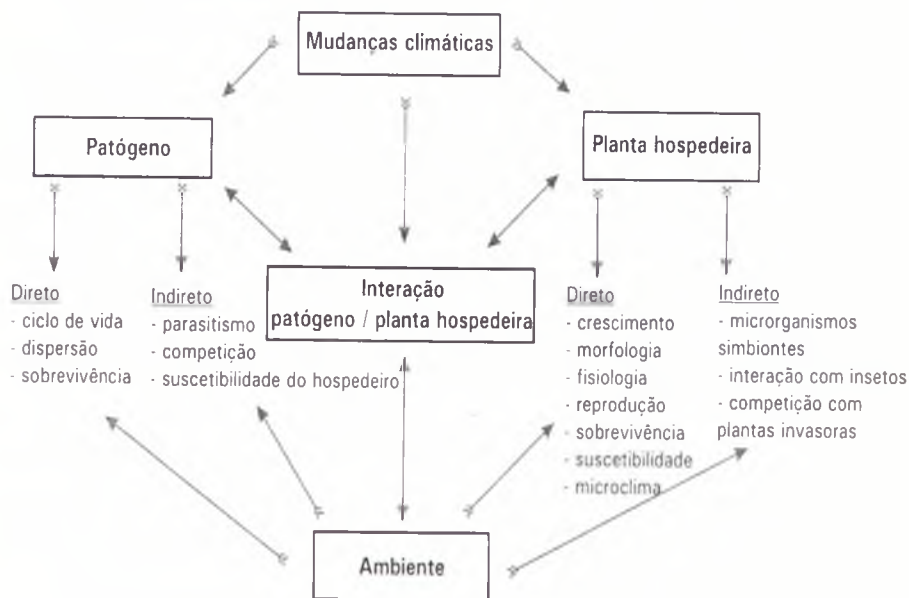 Mudanças climáticas
Patógeno
Planta hospedeira
Interação
patógeno / planta hospedeira
Direto
- ciclo de vida
- dispersão
- sobrevivência
Indireto
- parasitismo
- competição
- suscetibilidade do hospedeiro
Direto
- crescimento
- morfologia
- fisiologia
- reprodução
- sobrevivência
- suscetibilidade
- microclima
Indireto
- microrganismos
simbiontes
- interação com insetos
- competição com
plantas invasoras
Ambiente